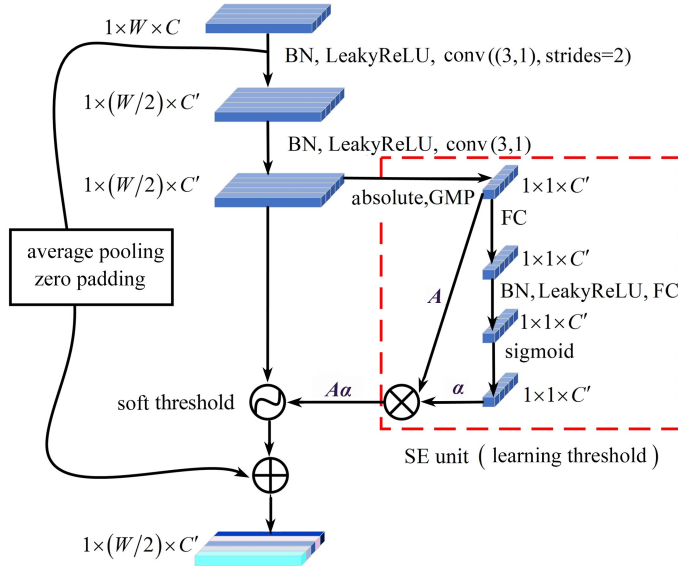 1×W×C
BN, LeakyReLU, conv((3,1), strides=2)
1×(W/2)×C′
BN, LeakyReLU, conv(3,1)
1×(W/2)×C′
absolute,GMP
1×1×C′
FC
average pooling
zero padding
1×1×C′
A
BN, LeakyReLU, FC
1×1×C′
sigmoid
soft threshold
Aα
α
1×1×C′
SE unit ( learning threshold )
1×(W/2)×C′